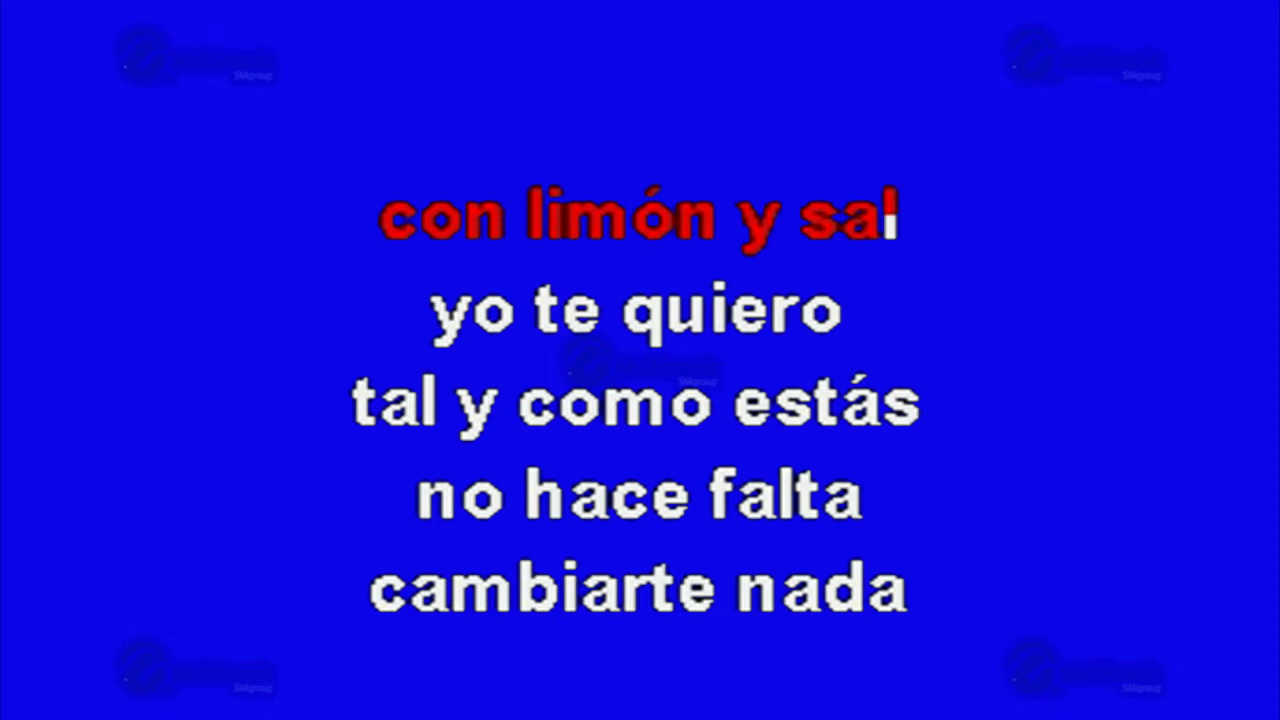 con limón y sal
yo te quiero
tal y como estás
no hace falta
cambiarte nada